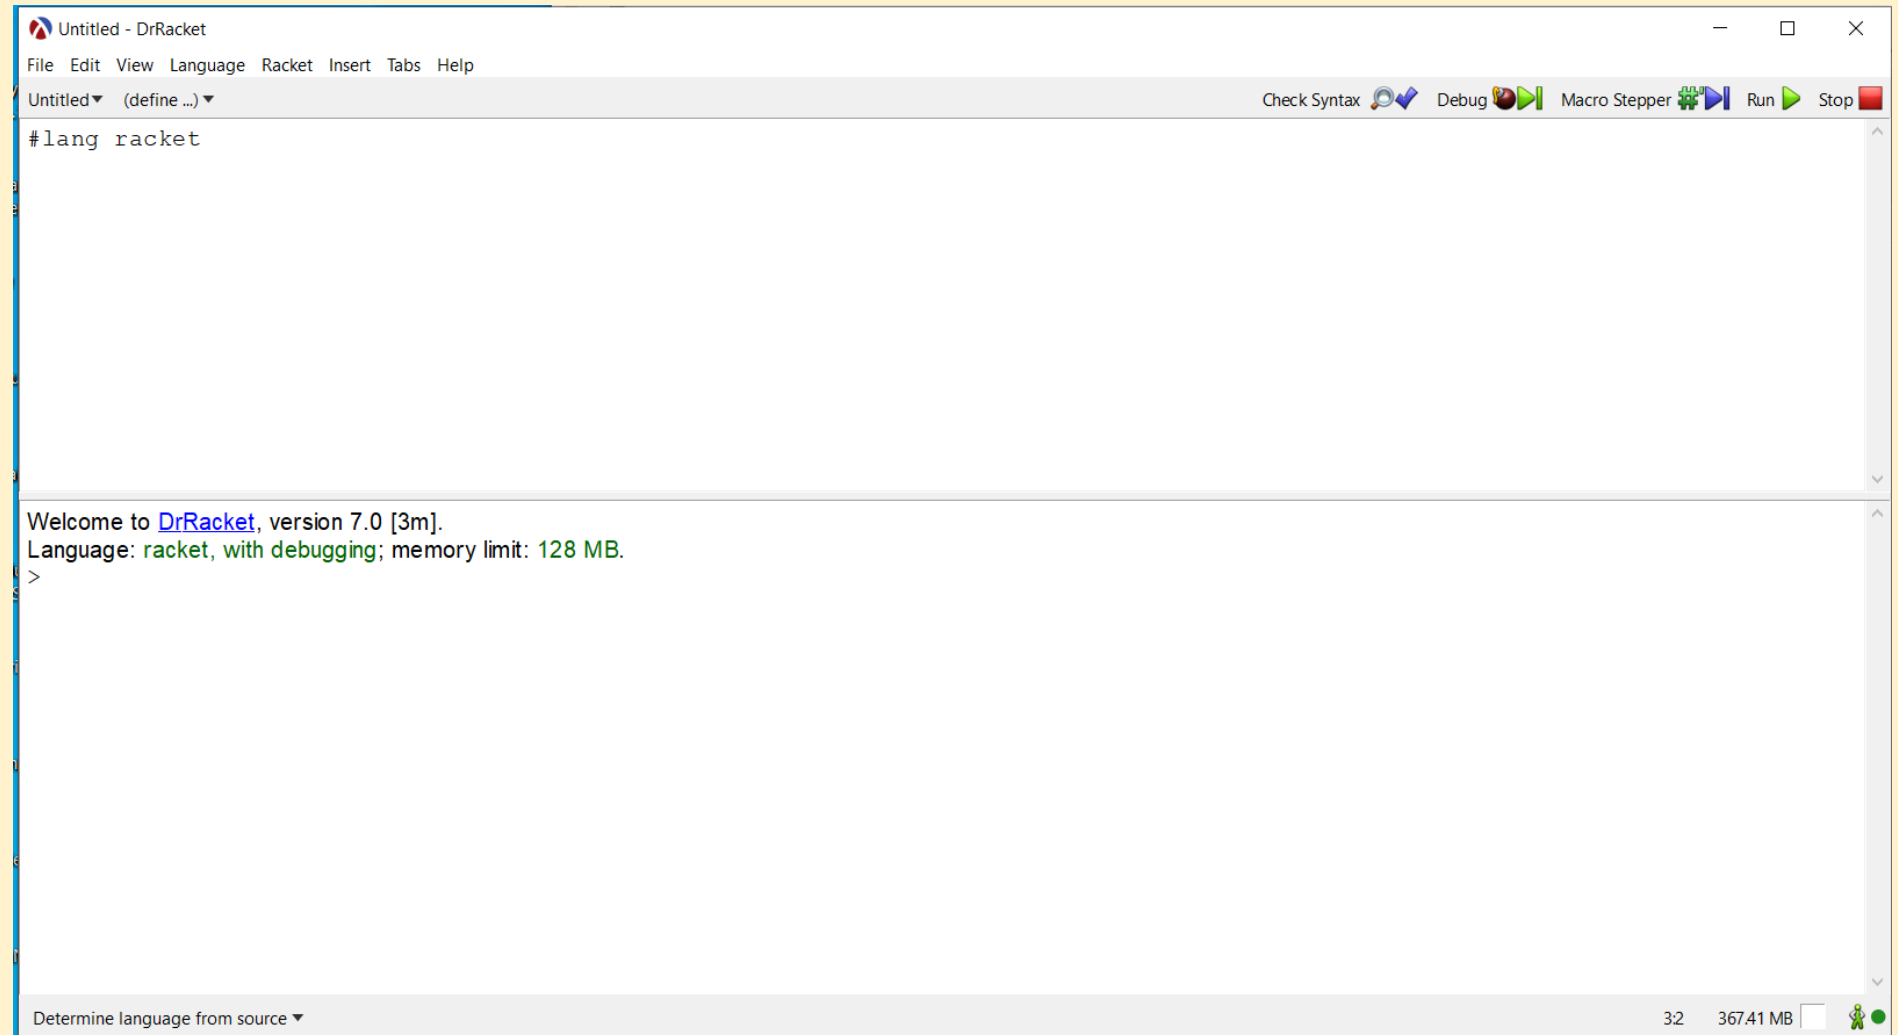 Untitled - DrRacket
File Edit View Language Racket Insert Tabs Help
Untitled▼ (define ...)▼ Check Syntax Debug Macro Stepper Run Stop
#lang racket
Welcome to DrRacket, version 7.0 [3m].
Language: racket, with debugging; memory limit: 128 MB.
>
Determine language from source▼ 3:2 367.41 MB